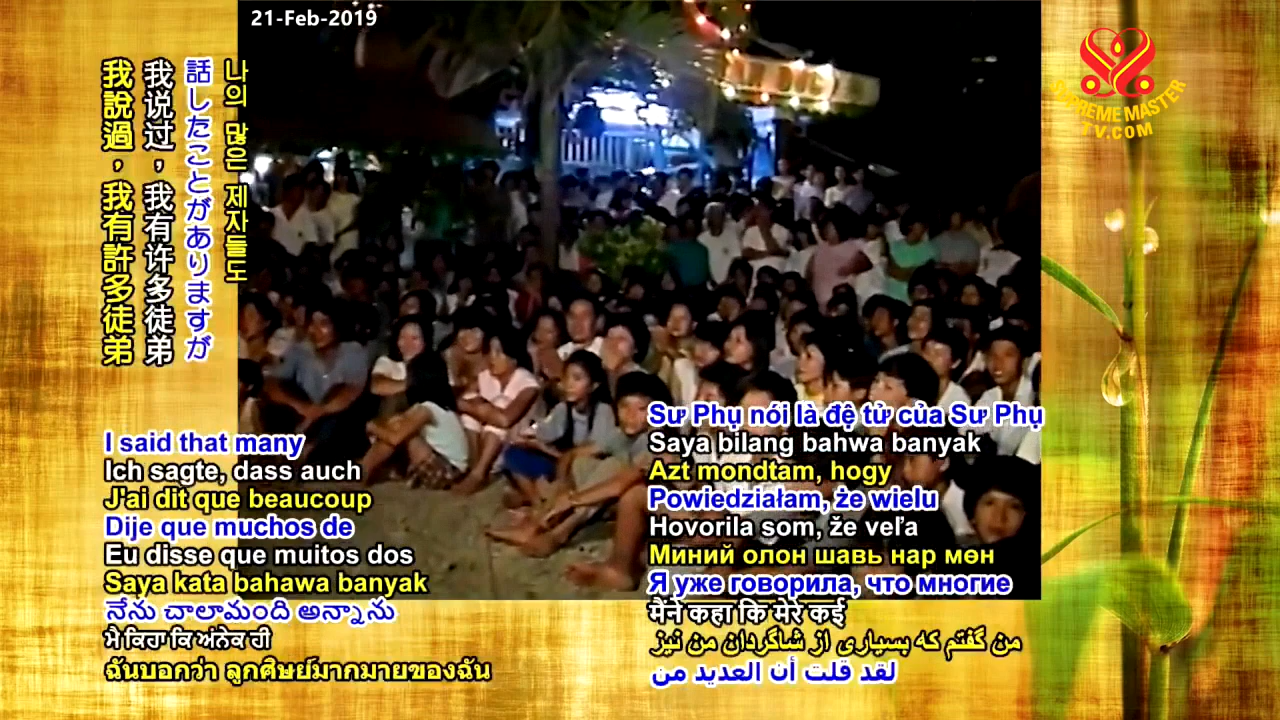 21-Feb-2019
SUPREME MASTER
TV.COM
我說過，我有許多徒弟
我说过，我有许多徒弟
話したことがありますが
나의 많은 제자들도
I said that many
Ich sagte, dass auch
J'ai dit que beaucoup
Dije que muchos de
Eu disse que muitos dos
Saya kata bahawa banyak
నేను చాలామంది అన్నాను
ਮੈ ਕਿਹਾ ਕਿ ਅੰਨੇਕ ਹੀ
ฉันบอกว่า ลูกศิษย์มากมายของฉัน
Sư Phụ nói là đệ tử của Sư Phụ
Saya bilang bahwa banyak
Azt mondtam, hogy
Powiedziałam, że wielu
Hovorila som, že veľa
Миний олон шавь нар мөн
Я уже говорила, что многие
मैंने कहा कि मेरे कई
من گفتم که بسیاری از شاگردان من نیز
لقد قلت أن العديد من